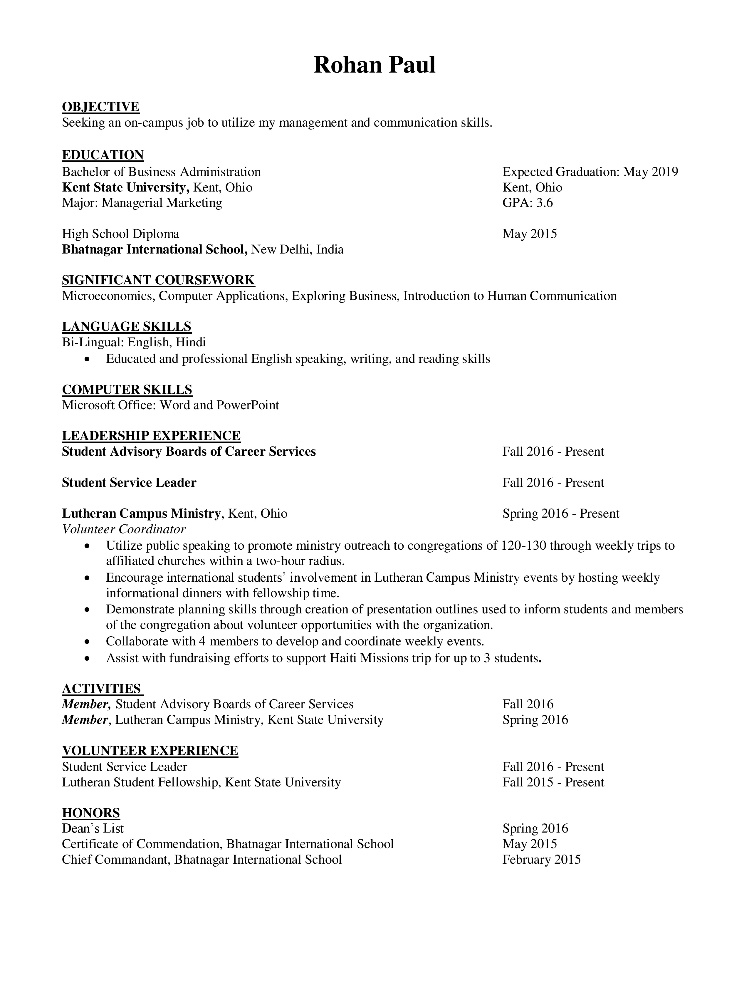 Rohan Paul
OBJECTIVE
Seeking an on-campus job to utilize my management and communication skills.
EDUCATION
Bachelor of Business Administration Expected Graduation: May 2019
Kent State University, Kent, Ohio Kent, Ohio
Major: Managerial Marketing GPA: 3.6
High School Diploma May 2015
Bhatnagar International School, New Delhi, India
SIGNIFICANT COURSEWORK
Microeconomics, Computer Applications, Exploring Business, Introduction to Human Communication
LANGUAGE SKILLS
Bi-Lingual: English, Hindi
• Educated and professional English speaking, writing, and reading skills
COMPUTER SKILLS
Microsoft Office: Word and PowerPoint
LEADERSHIP EXPERIENCE
Student Advisory Boards of Career Services Fall 2016 - Present
Student Service Leader Fall 2016 - Present
Lutheran Campus Ministry, Kent, Ohio Spring 2016 - Present
Volunteer Coordinator
• Utilize public speaking to promote ministry outreach to congregations of 120-130 through weekly trips to
affiliated churches within a two-hour radius.
• Encourage international students' involvement in Lutheran Campus Ministry events by hosting weekly
informational dinners with fellowship time.
• Demonstrate planning skills through creation of presentation outlines used to inform students and members
of the congregation about volunteer opportunities with the organization.
• Collaborate with 4 members to develop and coordinate weekly events.
• Assist with fundraising efforts to support Haiti Missions trip for up to 3 students.
ACTIVITIES
Member, Student Advisory Boards of Career Services Fall 2016
Member, Lutheran Campus Ministry, Kent State University Spring 2016
VOLUNTEER EXPERIENCE
Student Service Leader Fall 2016 - Present
Lutheran Student Fellowship, Kent State University Fall 2015 - Present
HONORS
Dean's List Spring 2016
Certificate of Commendation, Bhatnagar International School May 2015
Chief Commandant, Bhatnagar International School February 2015